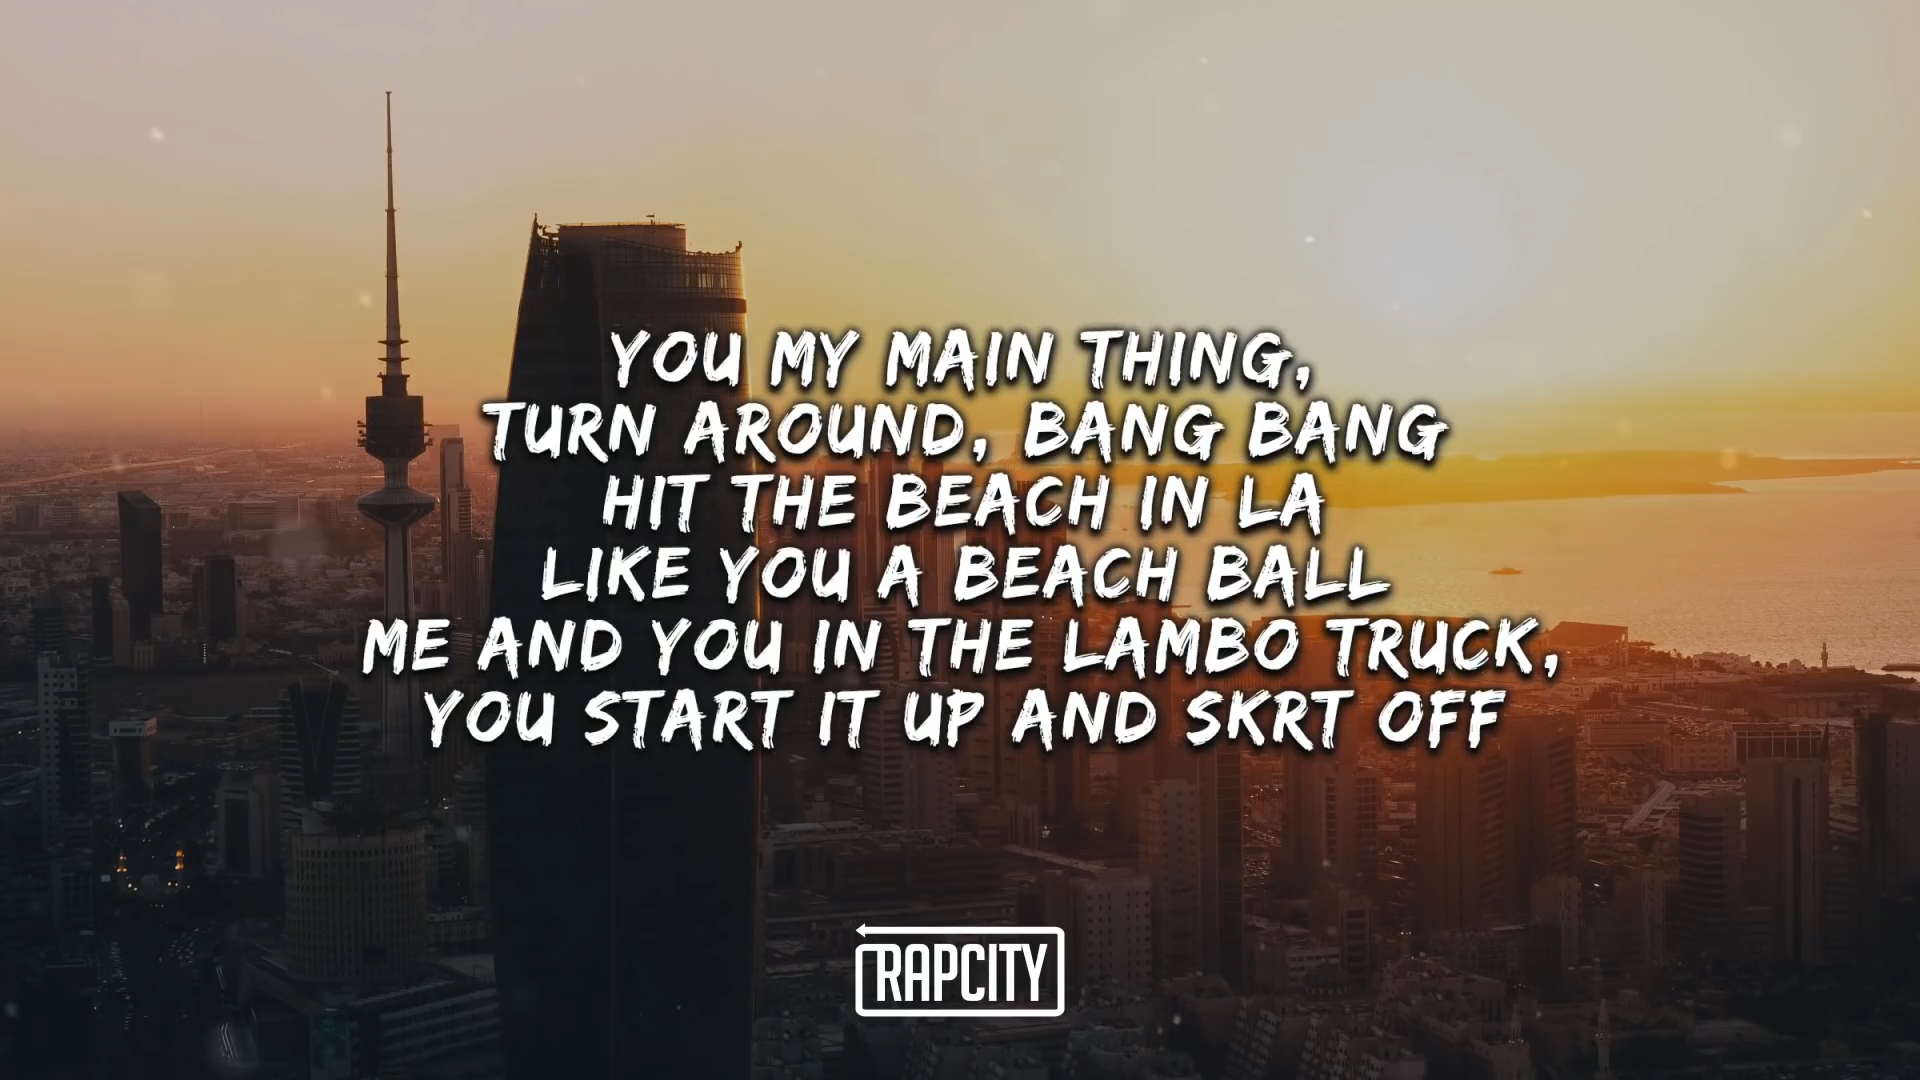 YOU MY MAIN THING,
TURN AROUND, BANG BANG
HIT THE BEACH IN LA
LIKE YOU A BEACH BALL
ME AND YOU IN THE LAMBO TRUCK,
YOU START IT UP AND SKRT OFF
RAPCITY